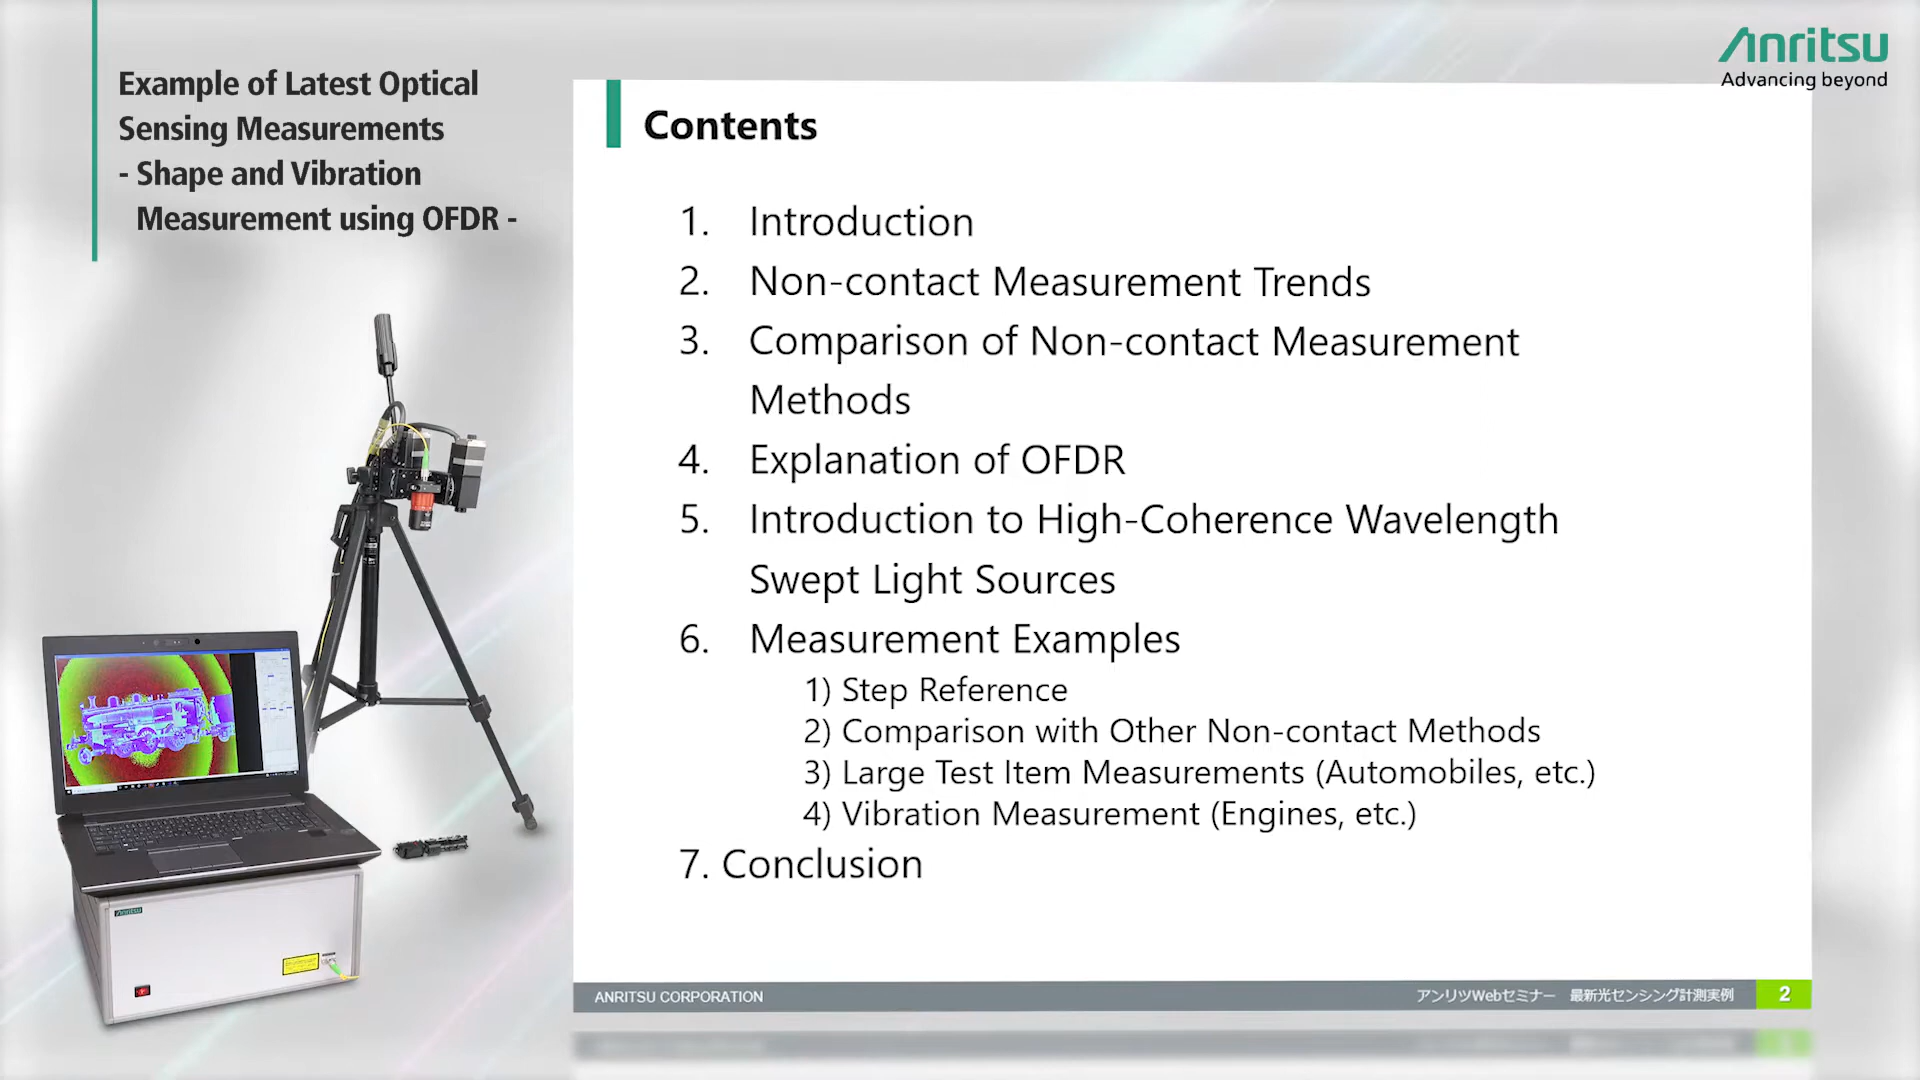 Example of Latest Optical
Sensing Measurements
- Shape and Vibration
Measurement using OFDR -
Anritsu
Advancing beyond
Contents
1. Introduction
2. Non-contact Measurement Trends
3. Comparison of Non-contact Measurement
Methods
4. Explanation of OFDR
5. Introduction to High-Coherence Wavelength
Swept Light Sources
6. Measurement Examples
1) Step Reference
2) Comparison with Other Non-contact Methods
3) Large Test Item Measurements (Automobiles, etc.)
4) Vibration Measurement (Engines, etc.)
7. Conclusion
Anritsu
ANRITSU CORPORATION
アンリツWebセミナー 最新光センシング計測実例
2